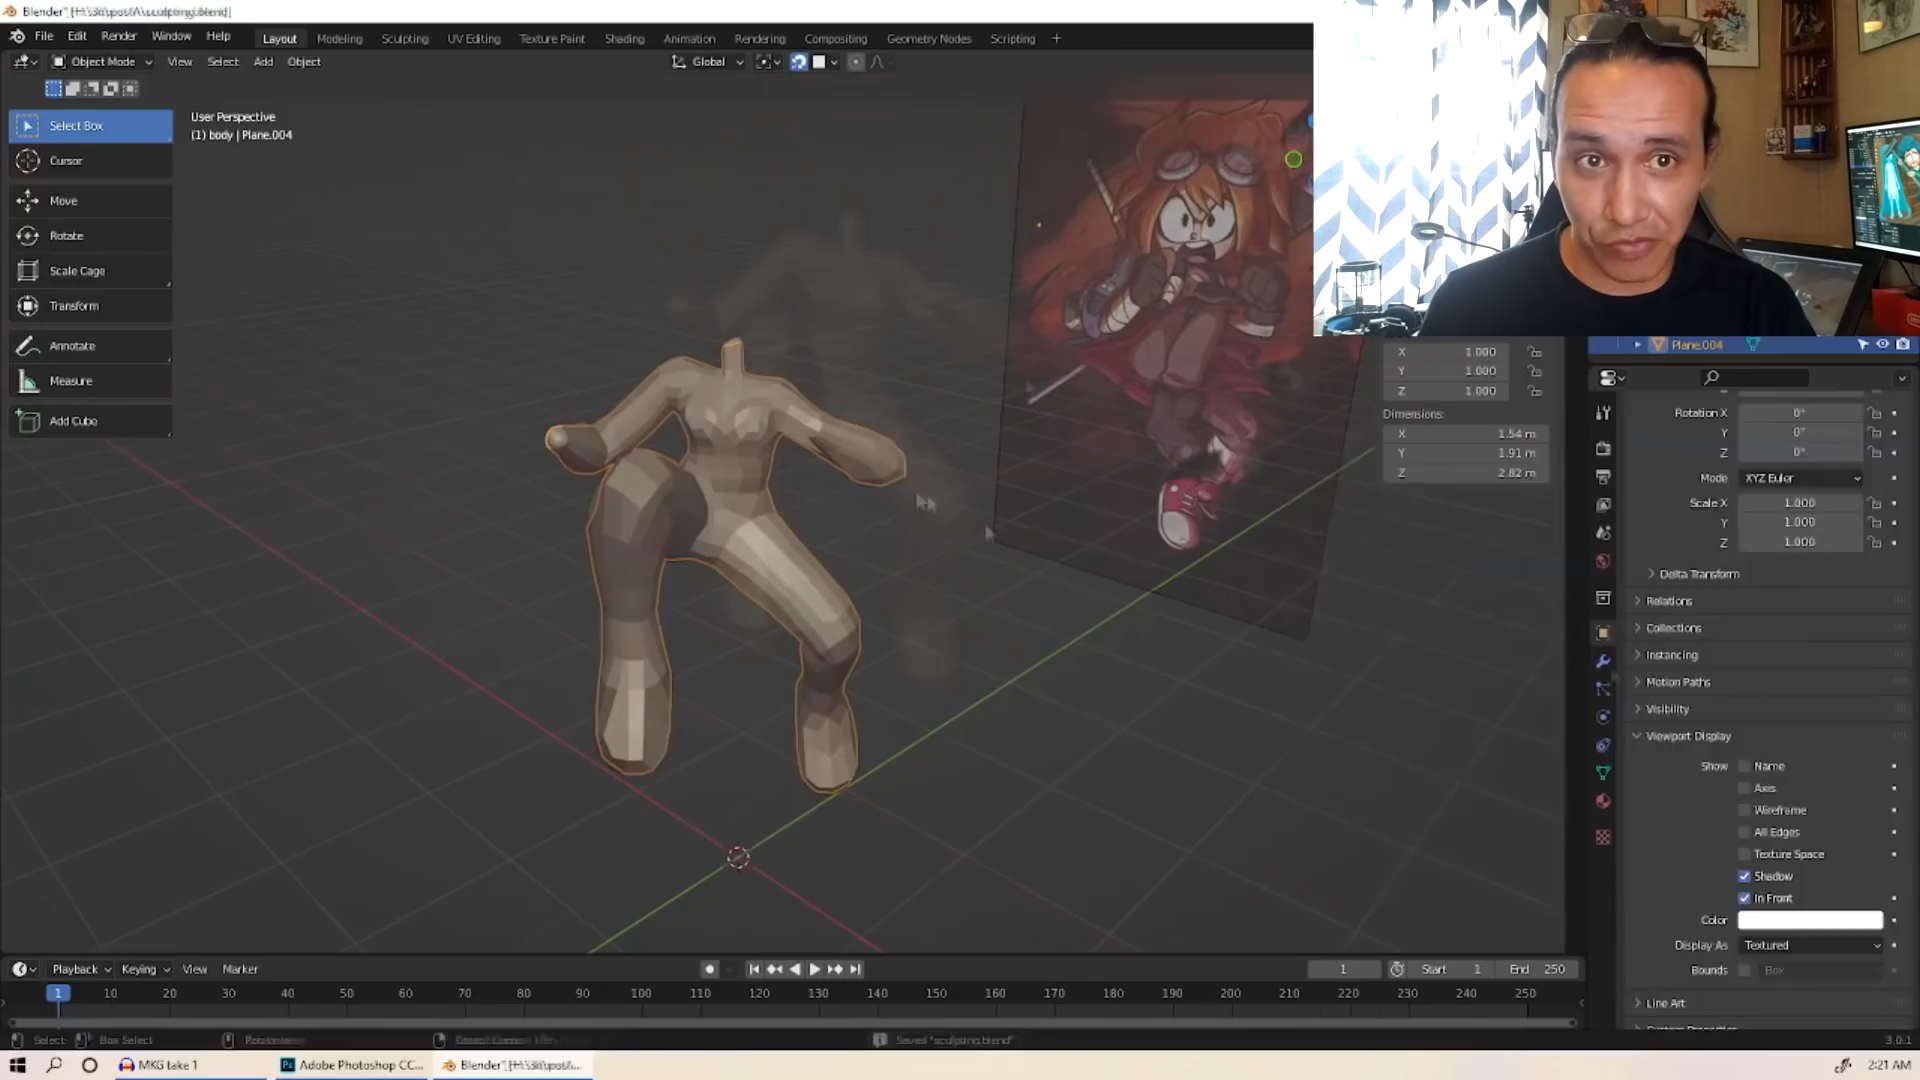 Blender
File Edit Render Window Help Layout Modeling Sculpting UV Editing Texture Paint Shading Animation Rendering Compositing Geometry Nodes Scripting +
Object Mode View Select Add Object Global
Select Box
Cursor
Move
Rotate
Scale Cage
Transform
Annotate
Measure
Add Cube
User Perspective
(1) body | Plane.004
X 1.000
Y 1.000
Z 1.000
Dimensions:
X 1.54 m
Y 1.91 m
Z 2.82 m
Plane.004
Rotation X 0°
Y 0°
Z 0°
Mode XYZ Euler
Scale X 1.000
Y 1.000
Z 1.000
Delta Transform
Relations
Collections
Instancing
Motion Paths
Visibility
Viewport Display
Show Name
Axis
Wireframe
All Edges
Texture Space
Shadow
In Front
Color
Display As Textured
Bounds Box
Line Art
Playback Keying View Marker
1 Start 1 End 250
1 10 20 30 40 50 60 70 80 90 100 110 120 130 140 150 160 170 180 190 200 210 220 230 240 250
Select Box Select Saved "sculpting.blend" 3.0.1
MKG take 1 Adobe Photoshop CC... Blender 2:21 AM